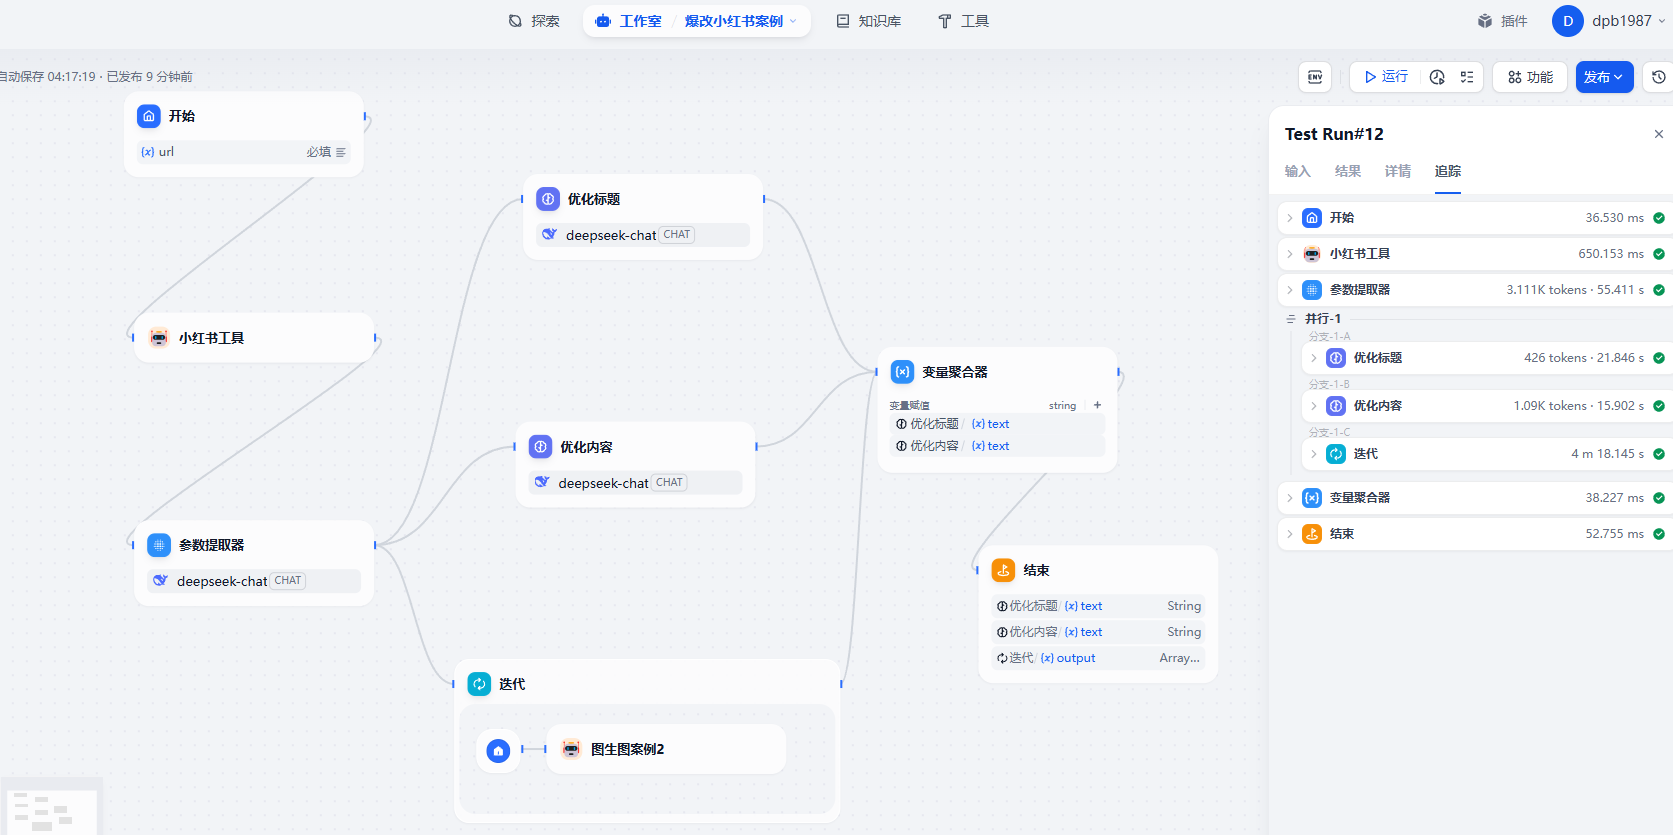 探索
工作室 / 爆改小红书案例
知识库
工具
插件
D
dpb1987
自动保存 04:17:19 · 已发布 9 分钟前
ENV
运行
功能
发布
开始
(x) url 必填
小红书工具
参数提取器
deepseek-chat CHAT
优化标题
deepseek-chat CHAT
优化内容
deepseek-chat CHAT
迭代
图生图案例2
变量聚合器
变量赋值 string +
优化标题 / (x) text
优化内容 / (x) text
结束
优化标题 / (x) text String
优化内容 / (x) text String
迭代 / (x) output Array...
Test Run#12
输入 结果 详情 追踪
开始 36.530 ms
小红书工具 650.153 ms
参数提取器 3.111K tokens · 55.411 s
并行-1
分支-1-A
优化标题 426 tokens · 21.846 s
分支-1-B
优化内容 1.09K tokens · 15.902 s
分支-1-C
迭代 4 m 18.145 s
变量聚合器 38.227 ms
结束 52.755 ms